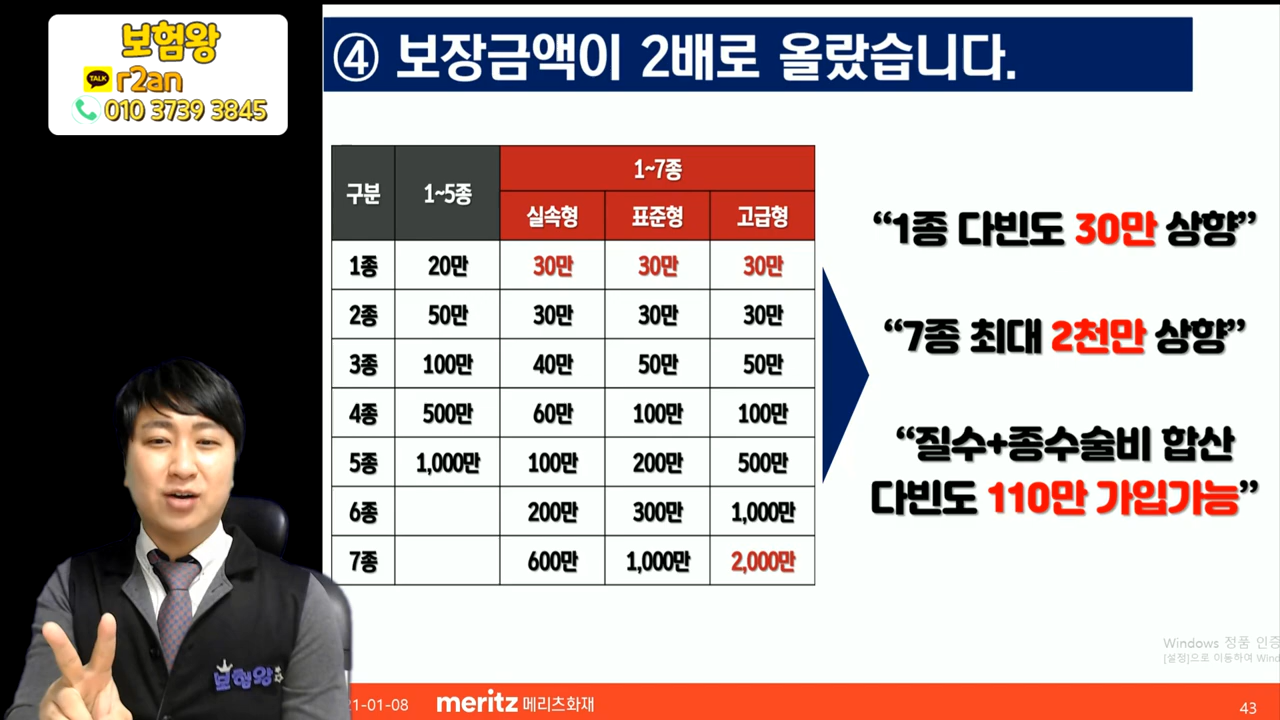 보험왕
TALK r2an
010 3739 3845
④ 보장금액이 2배로 올랐습니다.
구분 1~5종 1~7종
실속형 표준형 고급형
1종 20만 30만 30만 30만
2종 50만 30만 30만 30만
3종 100만 40만 50만 50만
4종 500만 60만 100만 100만
5종 1,000만 100만 200만 500만
6종 200만 300만 1,000만
7종 600만 1,000만 2,000만
“1종 다빈도 30만 상향”
“7종 최대 2천만 상향”
“질수+종수술비 합산
다빈도 110만 가입가능”
보험왕
Windows 정품 인증
[설정]으로 이동하여 Wind
21-01-08 meritz 메리츠화재 43